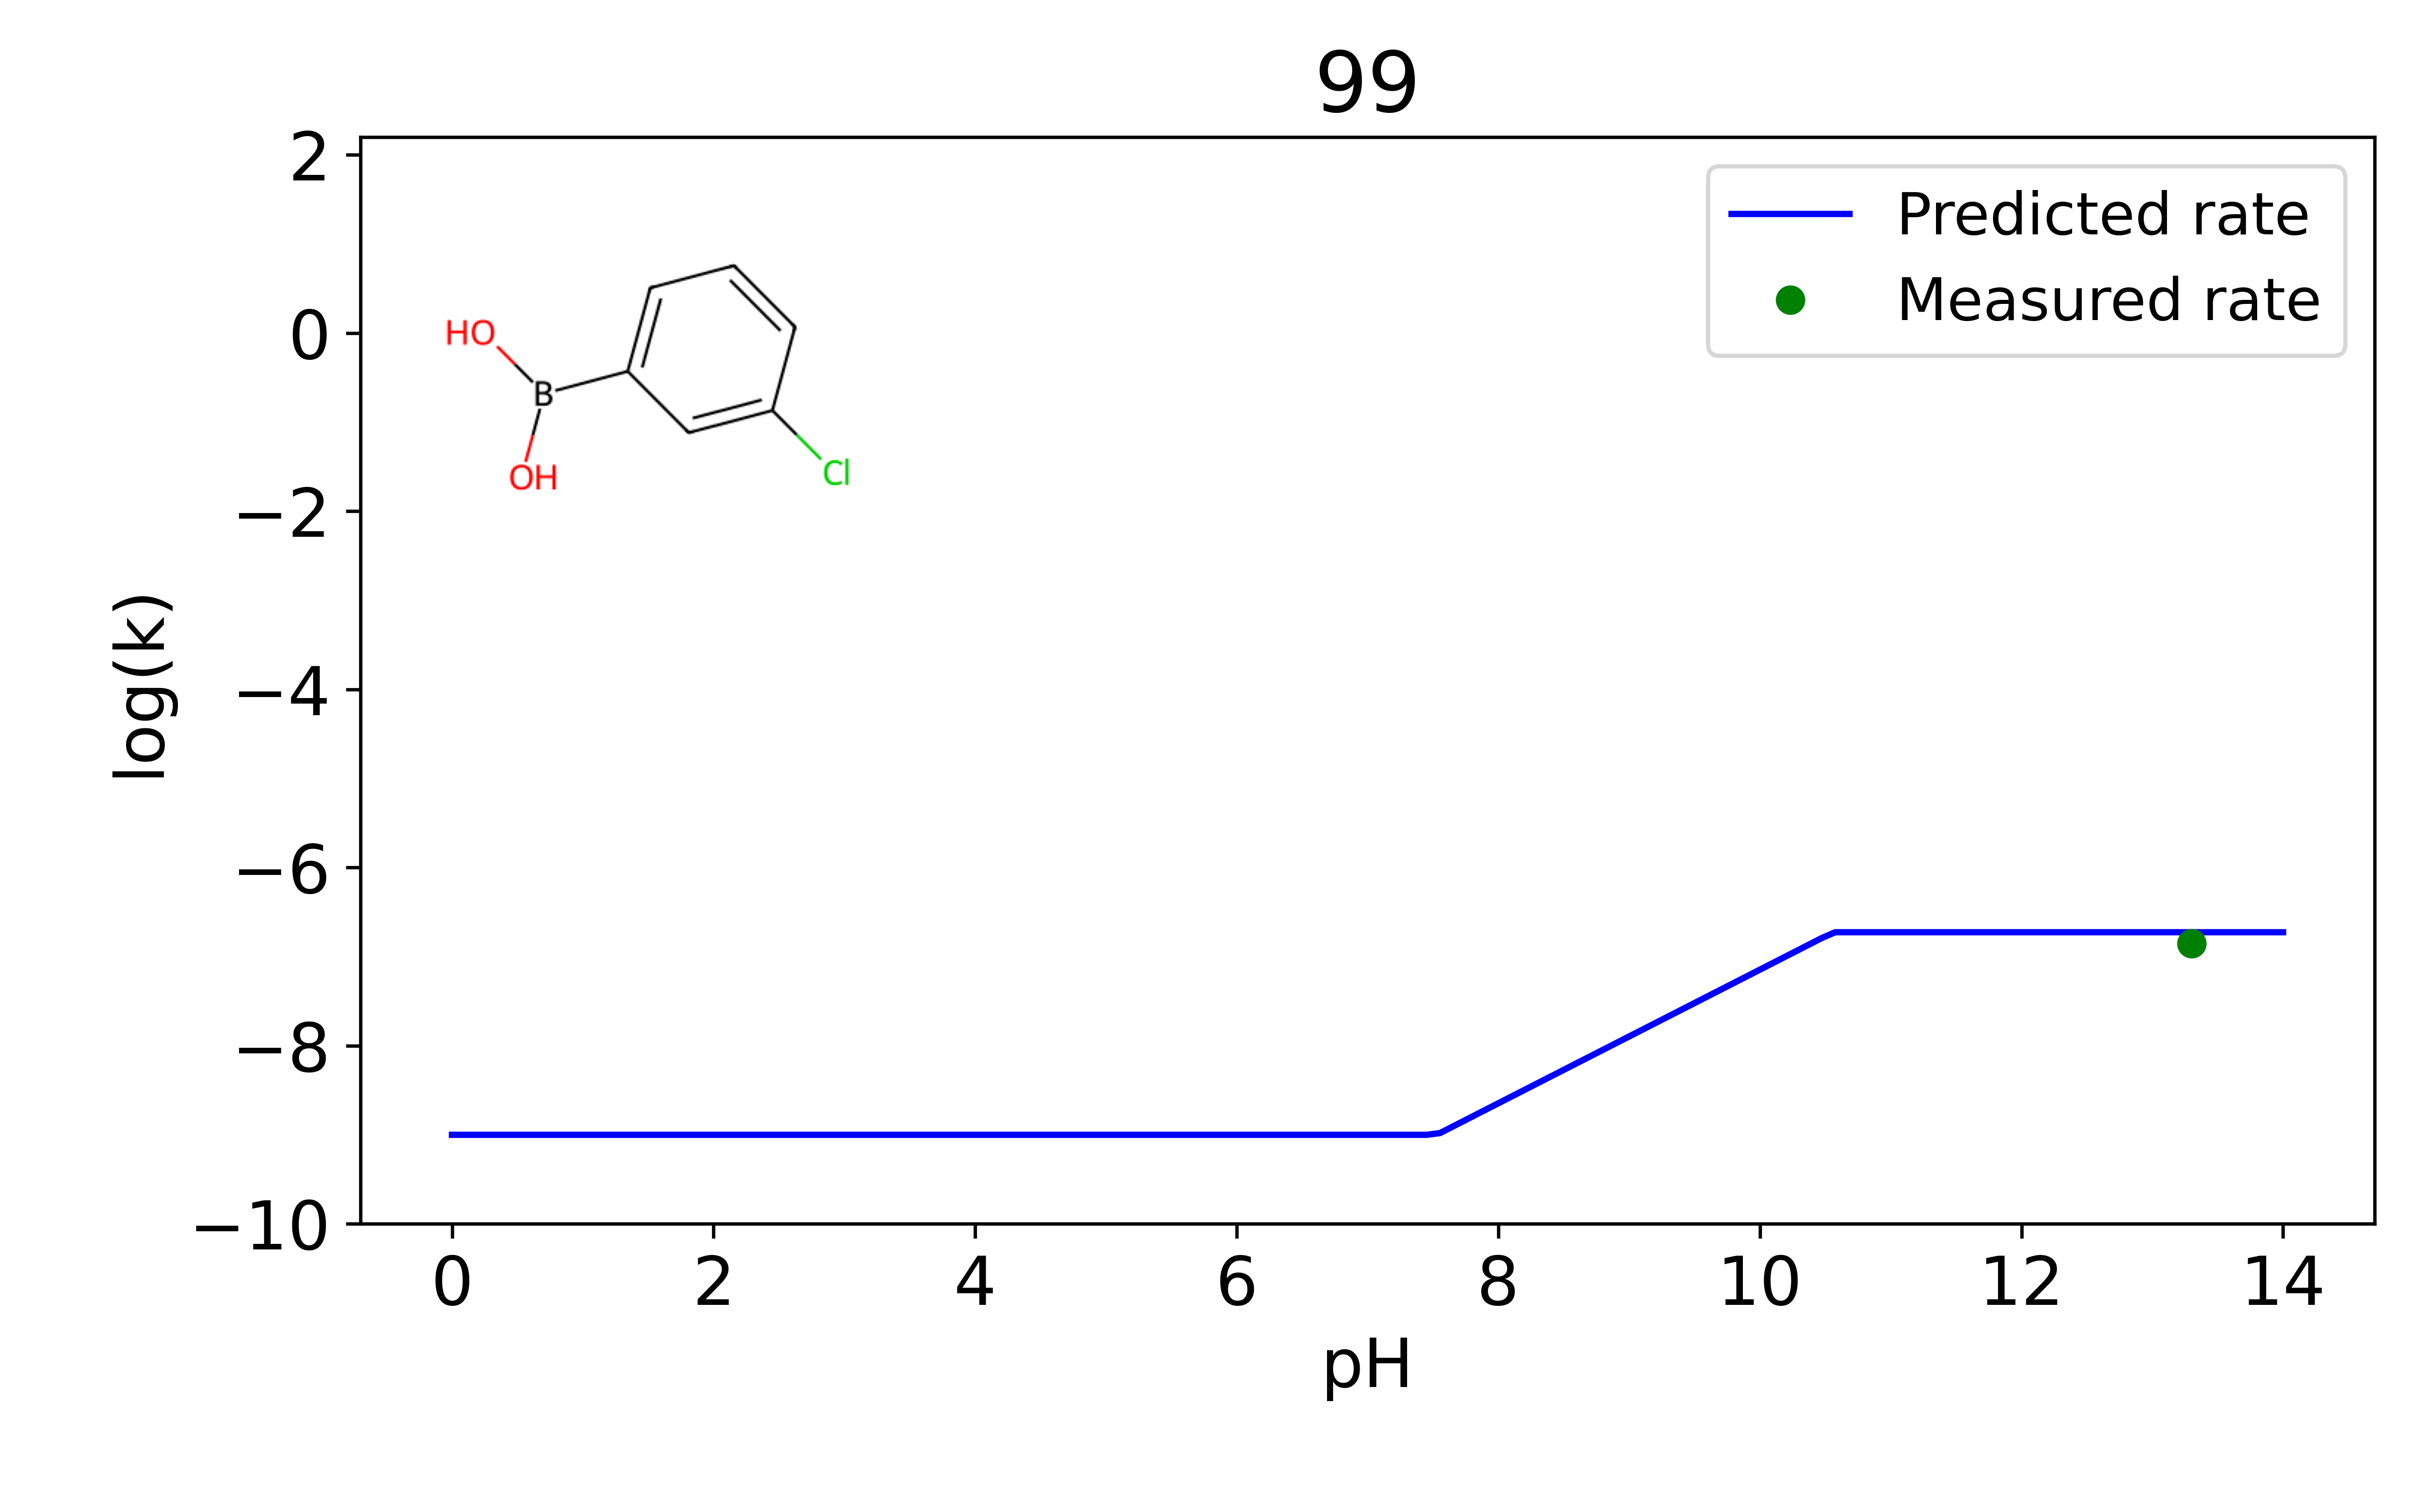 99
2
0
−2
−4
−6
−8
−10
log(k)
Predicted rate
Measured rate
HO
B
OH
Cl
0 2 4 6 8 10 12 14
pH